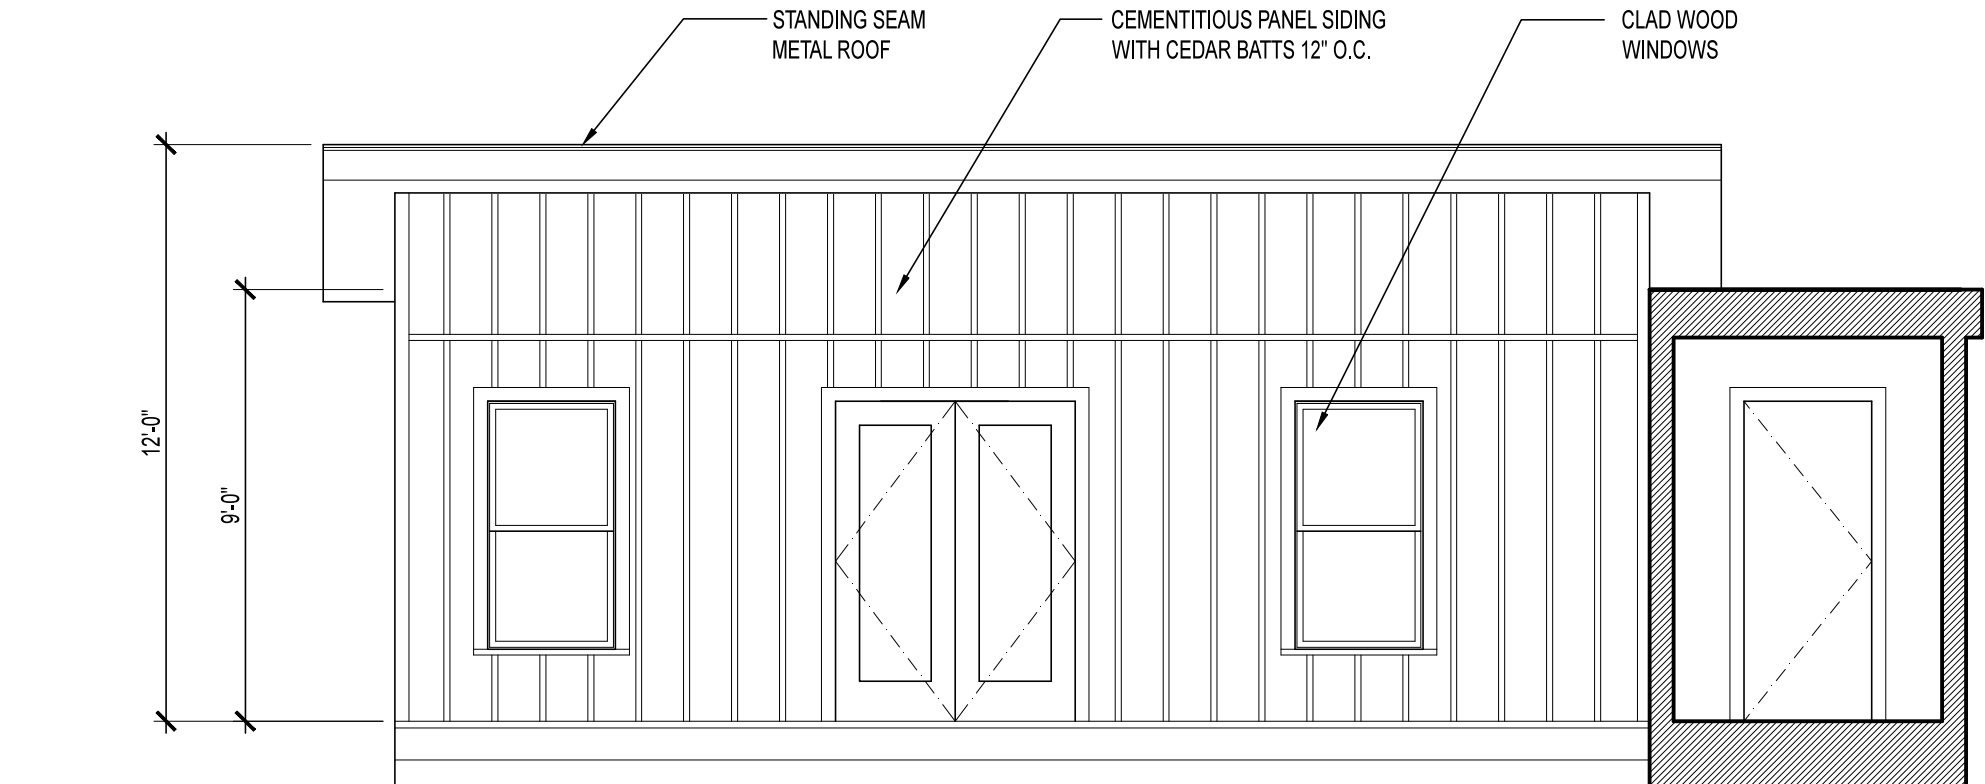 STANDING SEAM
METAL ROOF
CEMENTITIOUS PANEL SIDING
WITH CEDAR BATTS 12" O.C.
CLAD WOOD
WINDOWS
12'-0"
9'-0"